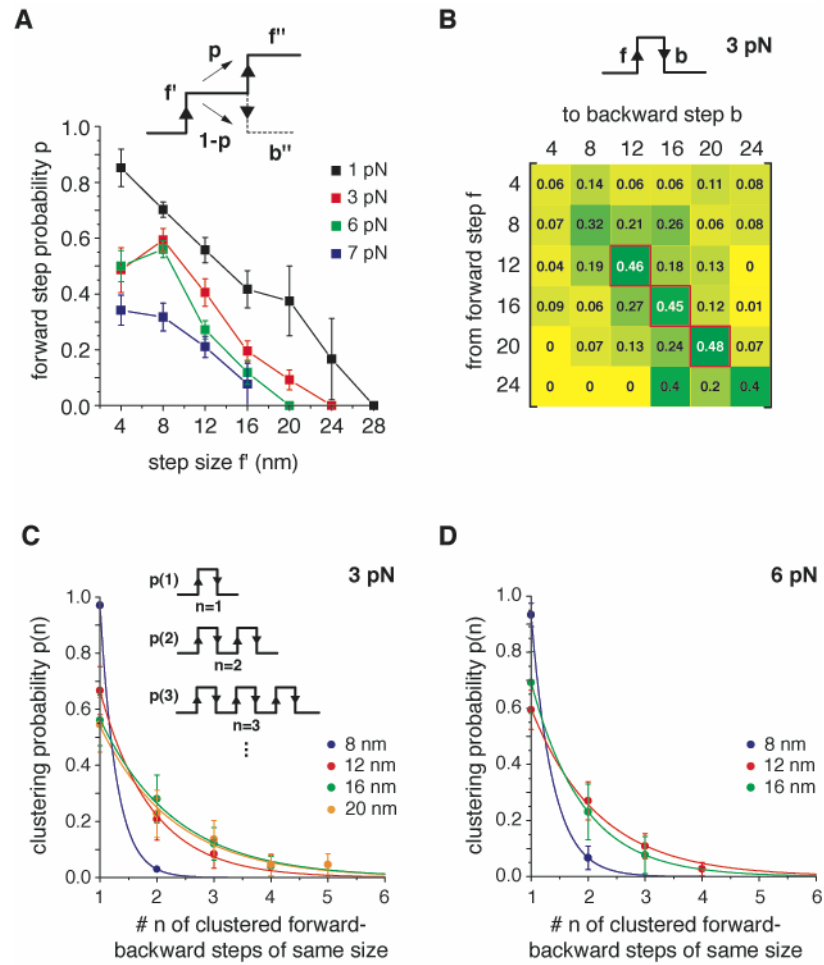 A
p
f''
f'
1-p
b''
forward step probability p
1.0
0.8
0.6
0.4
0.2
0.0
4 8 12 16 20 24 28
step size f' (nm)
1 pN
3 pN
6 pN
7 pN
B
f b
3 pN
to backward step b
4 8 12 16 20 24
from forward step f
4 0.06 0.14 0.06 0.06 0.11 0.08
8 0.07 0.32 0.21 0.26 0.06 0.08
12 0.04 0.19 0.46 0.18 0.13 0
16 0.09 0.06 0.27 0.45 0.12 0.01
20 0 0.07 0.13 0.24 0.48 0.07
24 0 0 0 0.4 0.2 0.4
C
3 pN
clustering probability p(n)
1.0
0.8
0.6
0.4
0.2
0.0
p(1)
n=1
p(2)
n=2
p(3)
n=3
⋮
8 nm
12 nm
16 nm
20 nm
1 2 3 4 5 6
# n of clustered forward-
backward steps of same size
D
6 pN
clustering probability p(n)
1.0
0.8
0.6
0.4
0.2
0.0
8 nm
12 nm
16 nm
1 2 3 4 5 6
# n of clustered forward-
backward steps of same size